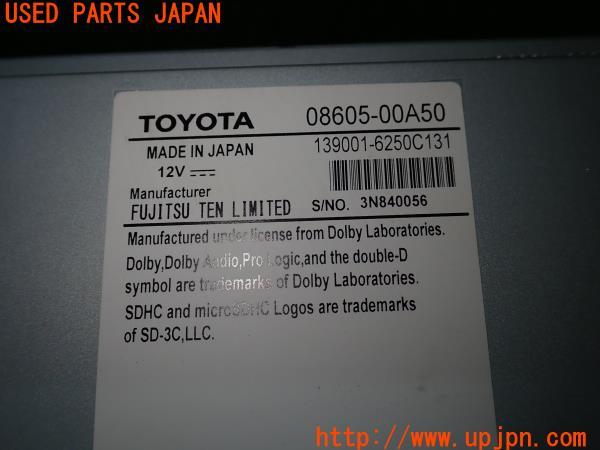 USED PARTS JAPAN
TOYOTA 08605-00A50
MADE IN JAPAN 139001-6250C131
12V
Manufacturer
FUJITSU TEN LIMITED S/NO. 3N840056
Manufactured under license from Dolby Laboratories.
Dolby,Dolby Audio,Pro Logic,and the double-D
symbol are trademarks of Dolby Laboratories.
SDHC and microSDHC Logos are trademarks
of SD-3C,LLC.
http://www.upjpn.com/